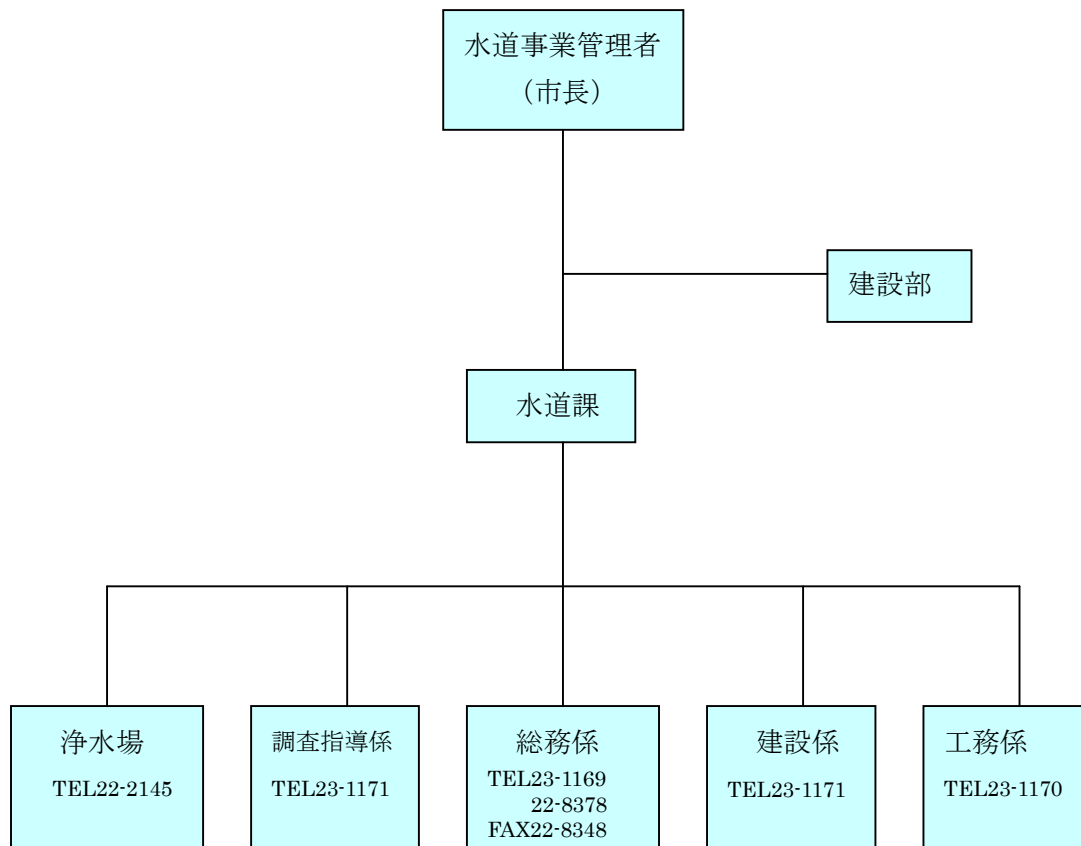 水道事業管理者
（市長）
建設部
水道課
浄水場
TEL22-2145
調査指導係
TEL23-1171
総務係
TEL23-1169
22-8378
FAX22-8348
建設係
TEL23-1171
工務係
TEL23-1170